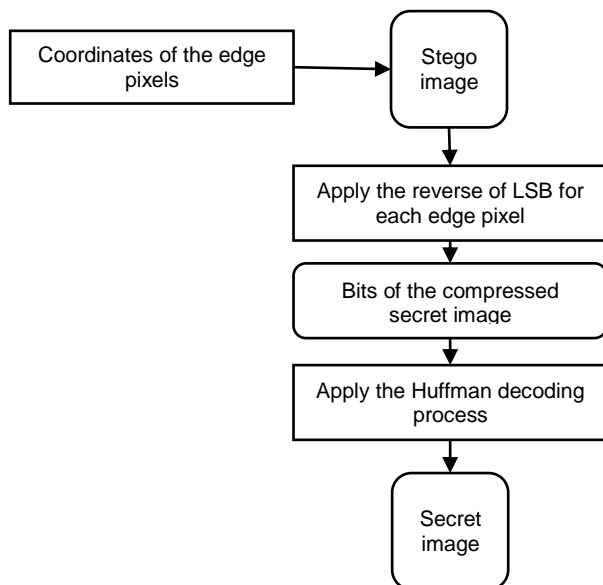 Coordinates of the edge
pixels
Stego
image
Apply the reverse of LSB for
each edge pixel
Bits of the compressed
secret image
Apply the Huffman decoding
process
Secret
image